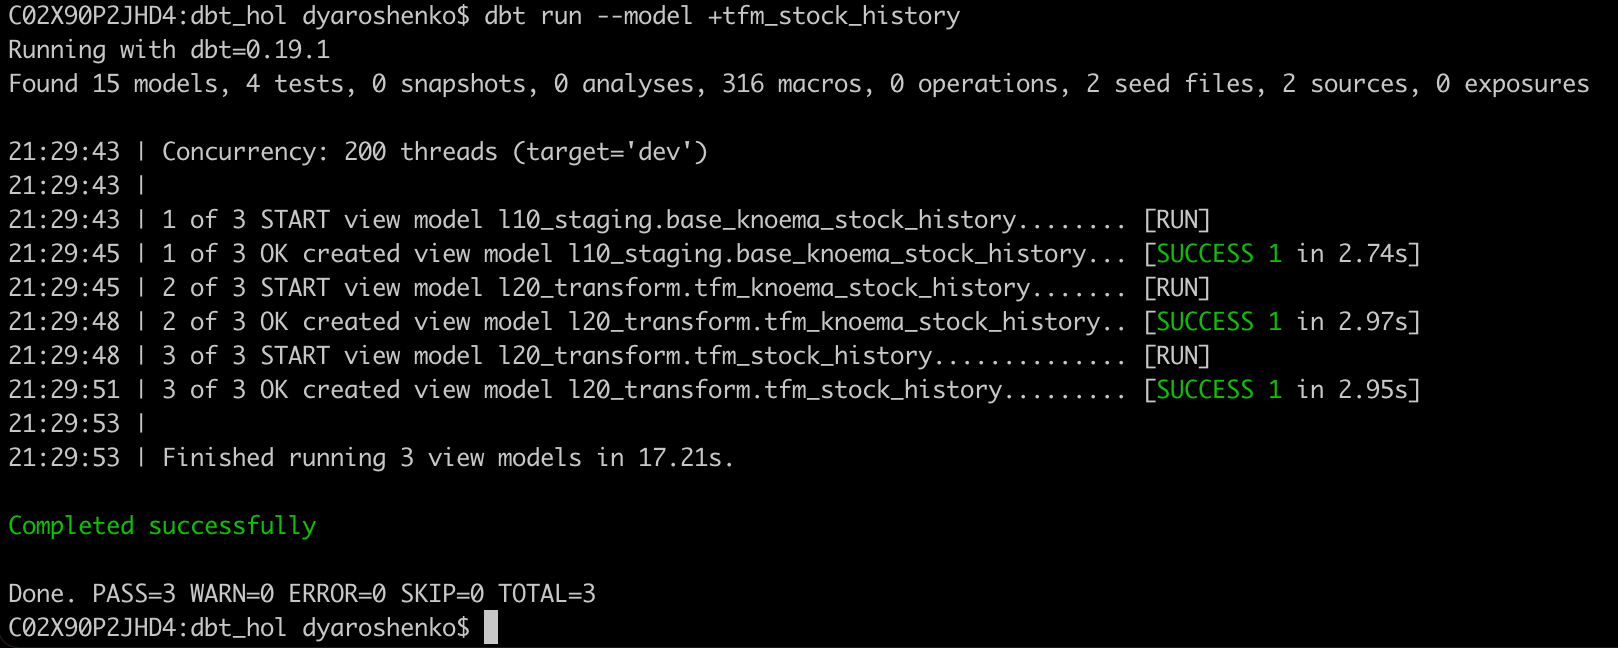 C02X90P2JHD4:dbt_hol dyaroshenko$ dbt run --model +tfm_stock_history
Running with dbt=0.19.1
Found 15 models, 4 tests, 0 snapshots, 0 analyses, 316 macros, 0 operations, 2 seed files, 2 sources, 0 exposures
21:29:43 | Concurrency: 200 threads (target='dev')
21:29:43 |
21:29:43 | 1 of 3 START view model l10_staging.base_knoema_stock_history........ [RUN]
21:29:45 | 1 of 3 OK created view model l10_staging.base_knoema_stock_history... [SUCCESS 1 in 2.74s]
21:29:45 | 2 of 3 START view model l20_transform.tfm_knoema_stock_history....... [RUN]
21:29:48 | 2 of 3 OK created view model l20_transform.tfm_knoema_stock_history.. [SUCCESS 1 in 2.97s]
21:29:48 | 3 of 3 START view model l20_transform.tfm_stock_history.............. [RUN]
21:29:51 | 3 of 3 OK created view model l20_transform.tfm_stock_history......... [SUCCESS 1 in 2.95s]
21:29:53 |
21:29:53 | Finished running 3 view models in 17.21s.
Completed successfully
Done. PASS=3 WARN=0 ERROR=0 SKIP=0 TOTAL=3
C02X90P2JHD4:dbt_hol dyaroshenko$